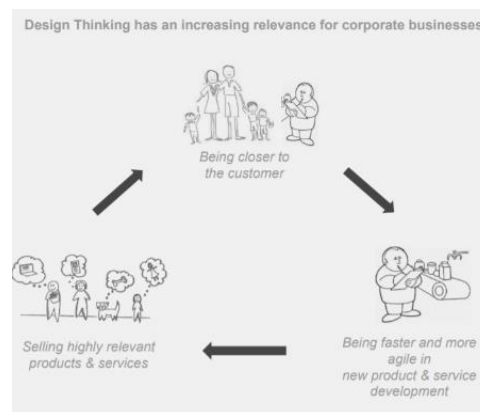 Design Thinking has an increasing relevance for corporate businesses
Being closer to
the customer
Selling highly relevant
products & services
Being faster and more
agile in
new product & service
development